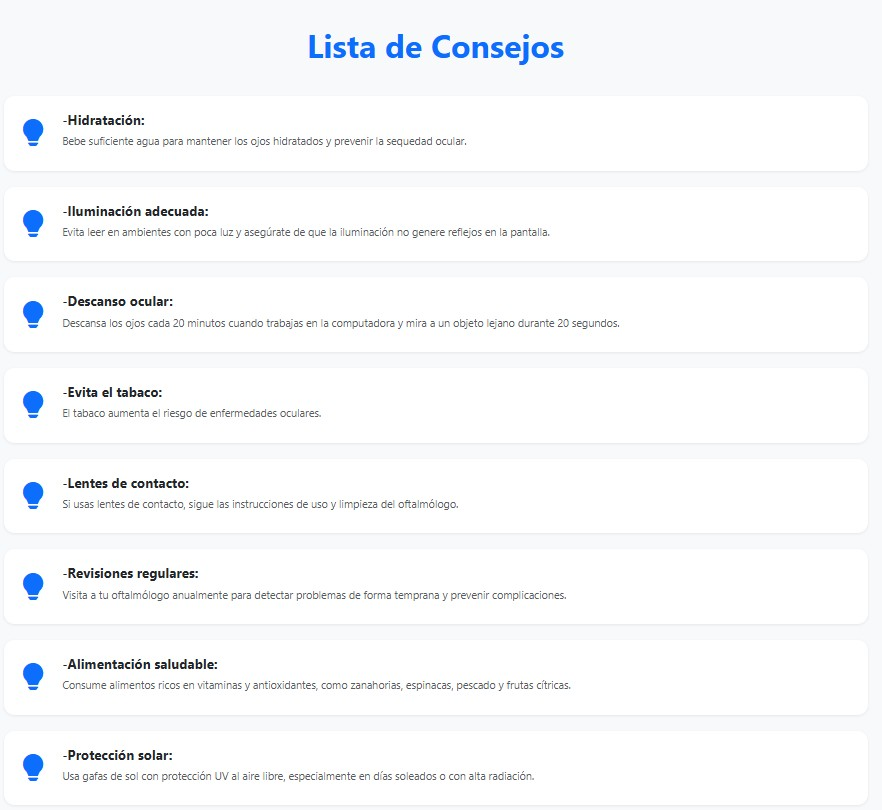 Lista de Consejos
-Hidratación:
Bebe suficiente agua para mantener los ojos hidratados y prevenir la sequedad ocular.
-Iluminación adecuada:
Evita leer en ambientes con poca luz y asegúrate de que la iluminación no genere reflejos en la pantalla.
-Descanso ocular:
Descansa los ojos cada 20 minutos cuando trabajas en la computadora y mira a un objeto lejano durante 20 segundos.
-Evita el tabaco:
El tabaco aumenta el riesgo de enfermedades oculares.
-Lentes de contacto:
Si usas lentes de contacto, sigue las instrucciones de uso y limpieza del oftalmólogo.
-Revisiones regulares:
Visita a tu oftalmólogo anualmente para detectar problemas de forma temprana y prevenir complicaciones.
-Alimentación saludable:
Consume alimentos ricos en vitaminas y antioxidantes, como zanahorias, espinacas, pescado y frutas cítricas.
-Protección solar:
Usa gafas de sol con protección UV al aire libre, especialmente en días soleados o con alta radiación.